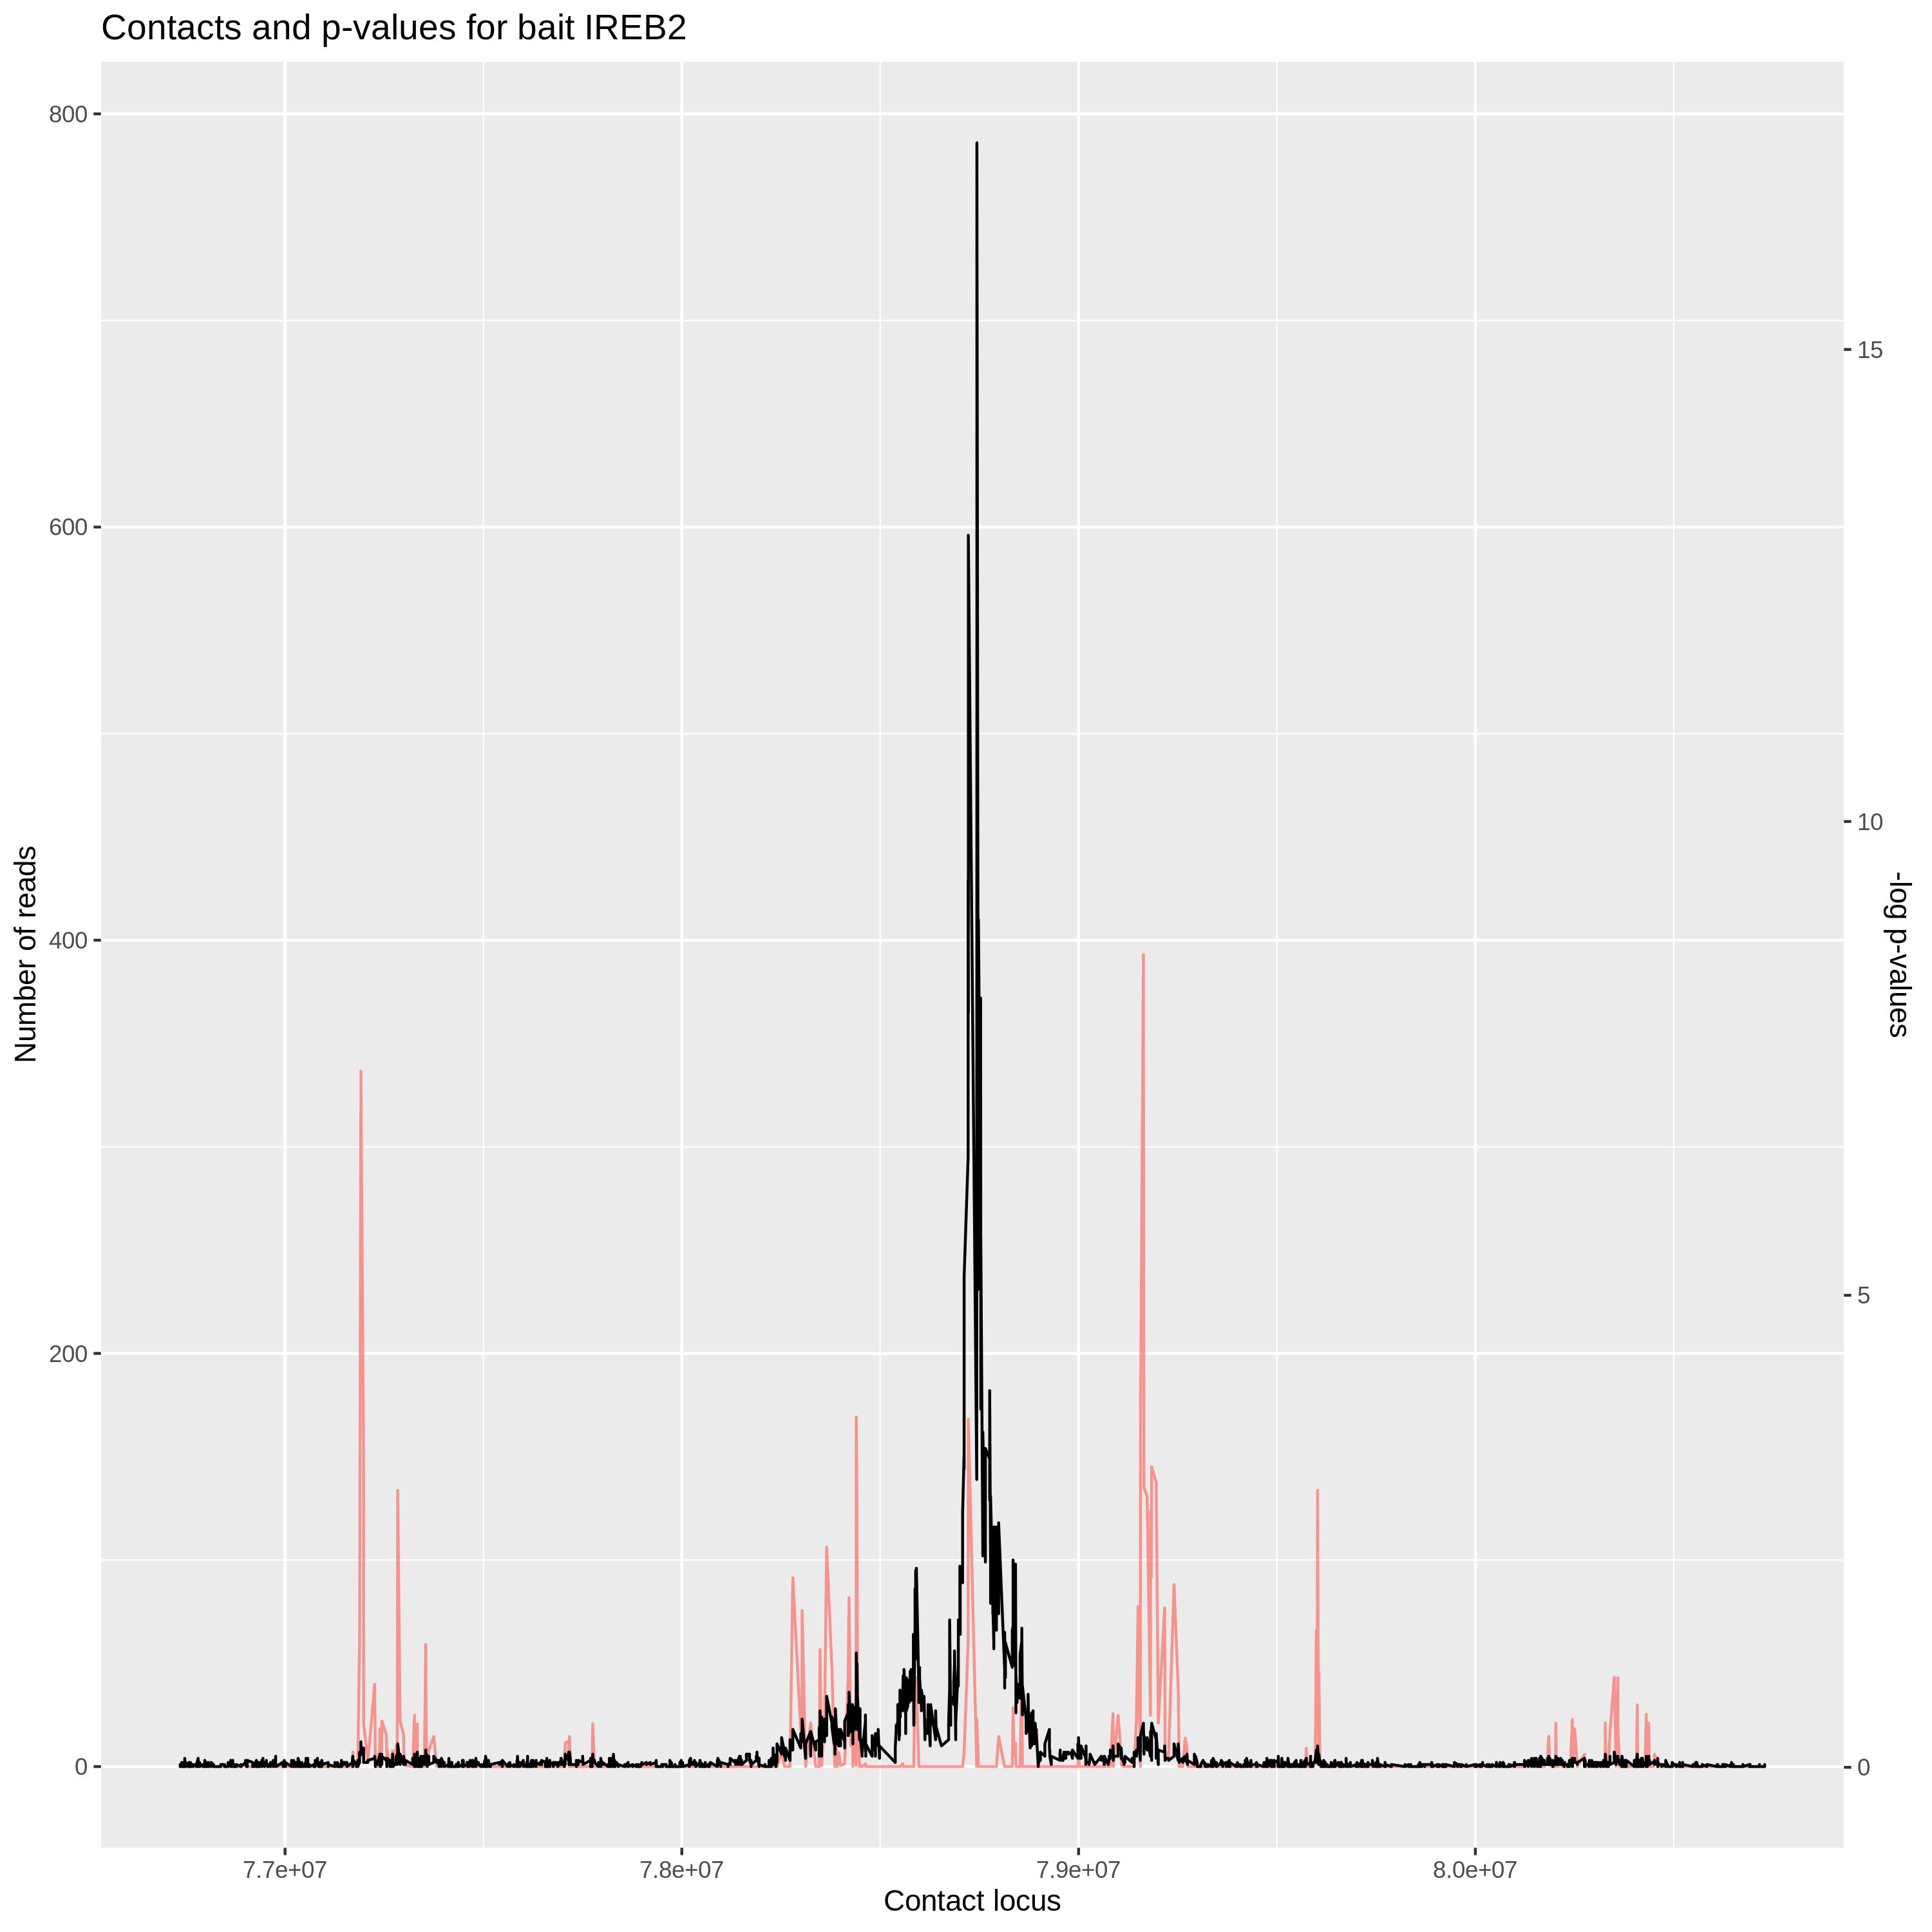 Contacts and p-values for bait IREB2
800
600
400
200
0
Number of reads
15
10
5
0
-log p-values
7.7e+07 7.8e+07 7.9e+07 8.0e+07
Contact locus